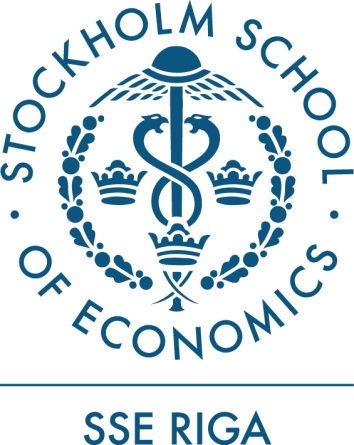 · STOCKHOLM SCHOOL ·
OF ECONOMICS
SSE RIGA